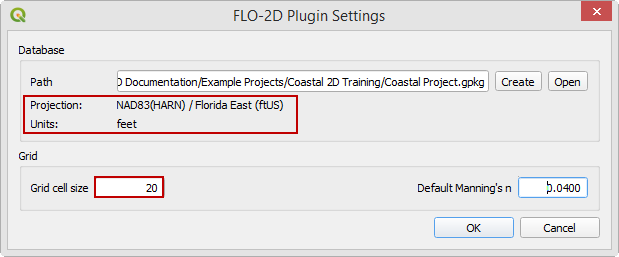 FLO-2D Plugin Settings
Database
Path Documentation/Example Projects/Coastal 2D Training/Coastal Project.gpkg Create Open
Projection: NAD83(HARN) / Florida East (ftUS)
Units: feet
Grid
Grid cell size 20 Default Manning's n 0.0400
OK Cancel